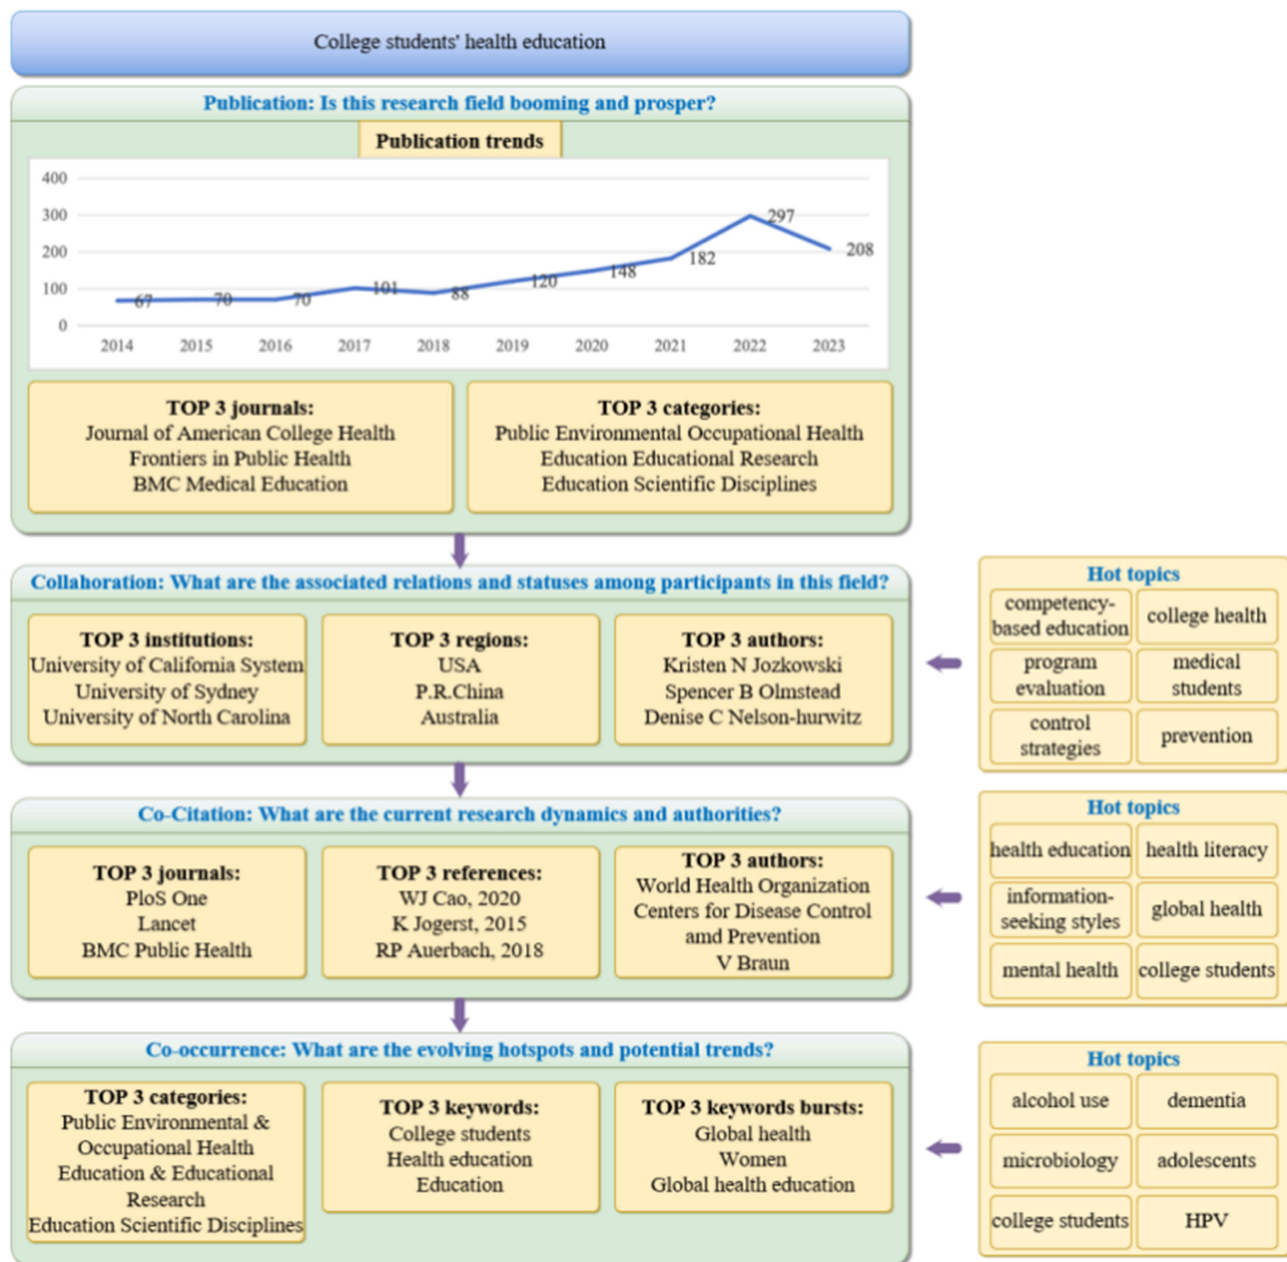 College students' health education
Publication: Is this research field booming and prosper?
Publication trends
400
300
200
100
0
67
70
70
101
88
120
148
182
297
208
2014
2015
2016
2017
2018
2019
2020
2021
2022
2023
TOP 3 journals:
Journal of American College Health
Frontiers in Public Health
BMC Medical Education
TOP 3 categories:
Public Environmental Occupational Health
Education Educational Research
Education Scientific Disciplines
Collahoration: What are the associated relations and statuses among participants in this field?
TOP 3 institutions:
University of California System
University of Sydney
University of North Carolina
TOP 3 regions:
USA
P.R.China
Australia
TOP 3 authors:
Kristen N Jozkowski
Spencer B Olmstead
Denise C Nelson-hurwitz
Hot topics
competency-
based education
college health
program
evaluation
medical
students
control
strategies
prevention
Co-Citation: What are the current research dynamics and authorities?
TOP 3 journals:
PloS One
Lancet
BMC Public Health
TOP 3 references:
WJ Cao, 2020
K Jogerst, 2015
RP Auerbach, 2018
TOP 3 authors:
World Health Organization
Centers for Disease Control
amd Prevention
V Braun
Hot topics
health education
health literacy
information-
seeking styles
global health
mental health
college students
Co-occurrence: What are the evolving hotspots and potential trends?
TOP 3 categories:
Public Environmental &
Occupational Health
Education & Educational
Research
Education Scientific Disciplines
TOP 3 keywords:
College students
Health education
Education
TOP 3 keywords bursts:
Global health
Women
Global health education
Hot topics
alcohol use
dementia
microbiology
adolescents
college students
HPV